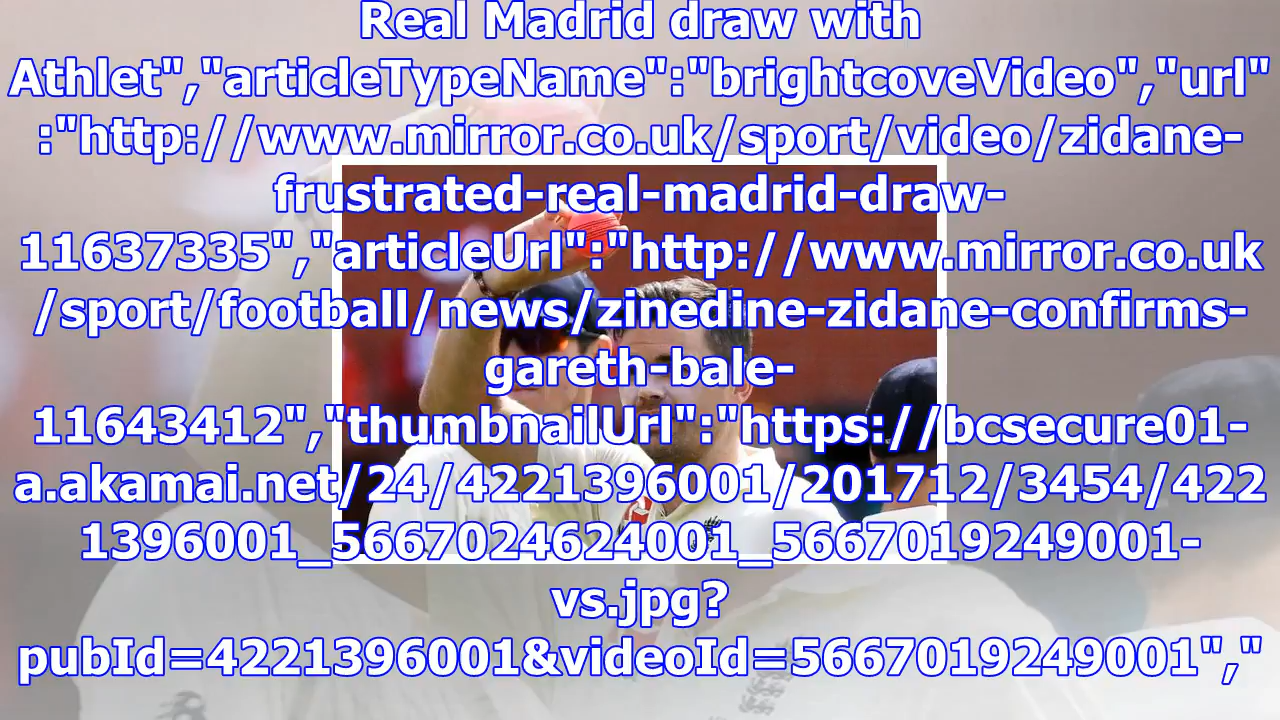 Real Madrid draw with
Athlet","articleTypeName":"brightcoveVideo","url"
:"http://www.mirror.co.uk/sport/video/zidane-
frustrated-real-madrid-draw-
11637335","articleUrl":"http://www.mirror.co.uk
/sport/football/news/zinedine-zidane-confirms-
gareth-bale-
11643412","thumbnailUrl":"https://bcsecure01-
a.akamai.net/24/4221396001/201712/3454/422
1396001_5667024624001_5667019249001-
vs.jpg?
pubId=4221396001&videoId=5667019249001","